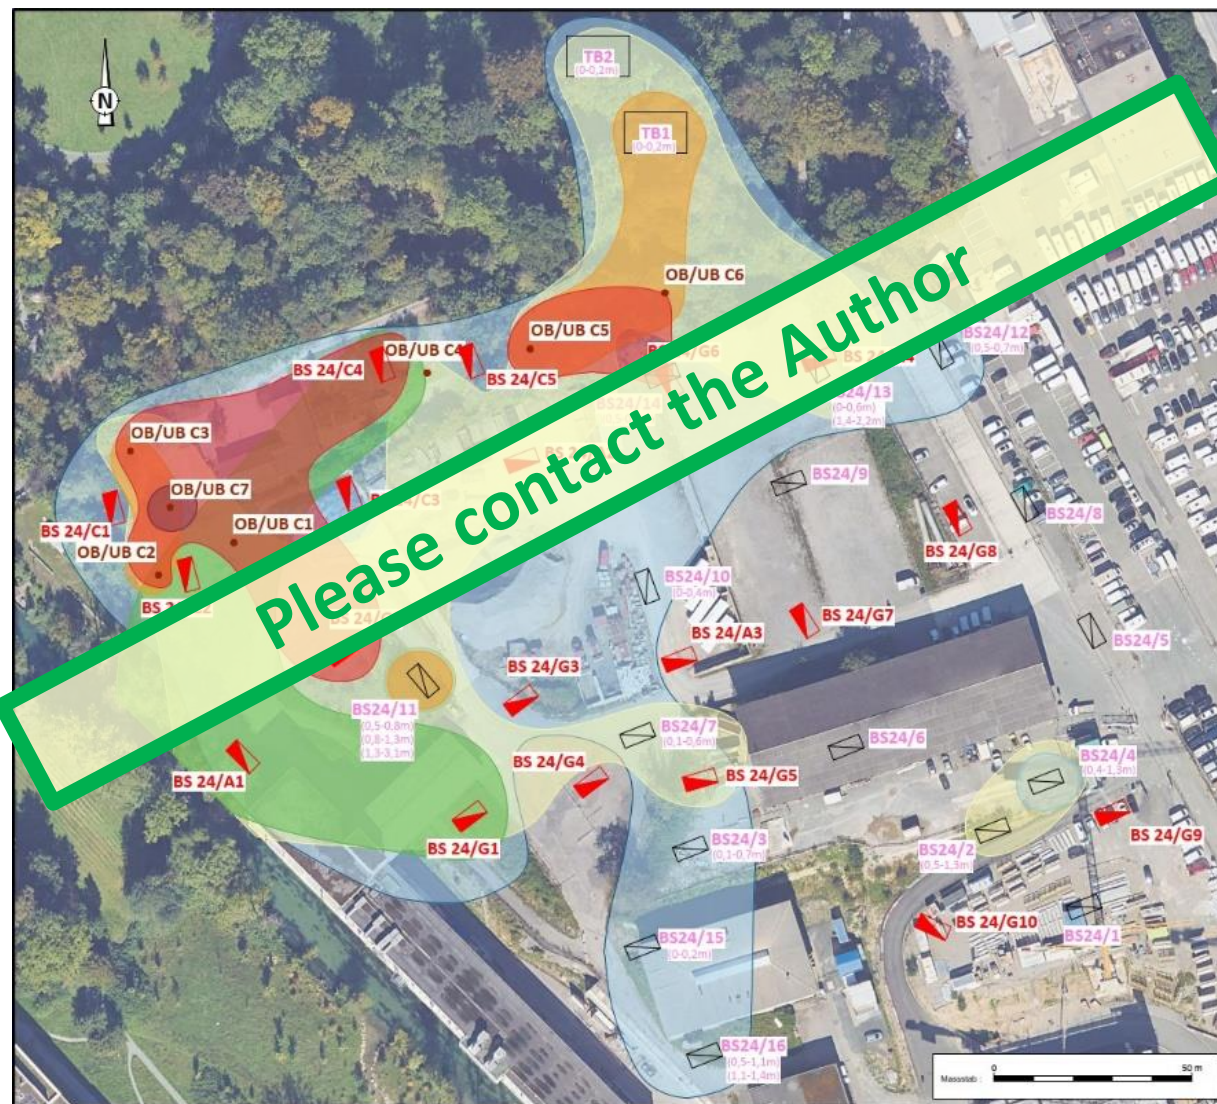 TB2
(0-0,2m)
N
TB1
(0-0,2m)
OB/UB C6
OB/UB C5
BS24/12
(0,5-0,7m)
OB/UB C4
BS 24/C4
BS 24/C5
BS24/13
(0-0,6m)
(1,4-2,2m)
BS24/14
OB/UB C3
BS24/9
OB/UB C7
BS 24/C1
OB/UB C1
BS24/8
BS 24/G8
OB/UB C2
BS24/10
(0-0,4m)
Please contact the Author
BS 24/G7
BS24/5
BS 24/A3
BS 24/G3
BS24/11
(0,5-0,8m)
(0,8-1,3m)
(1,3-3,1m)
BS24/7
(0,1-0,6m)
BS24/6
BS24/4
(0,4-1,3m)
BS 24/A1
BS 24/G4
BS 24/G5
BS 24/G9
BS 24/G1
BS24/3
(0,1-0,7m)
BS24/2
(0,5-1,3m)
BS 24/G10
BS24/1
BS24/15
(0-0,2m)
BS24/16
(0,5-1,1m)
(1,1-1,4m)
Massstab :
0
50 m